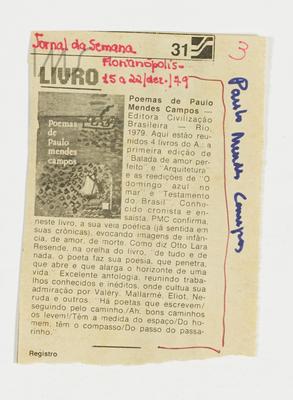 Jornal da Semana
31
3
Florianópolis -
15 a 22/dez./79
LIVRO
Paulo Mendes Campos
Poemas
de Paulo
mendes
campos
Poemas de Paulo
Mendes Campos —
Editora Civilização
Brasileira — Rio,
1979. Aqui estão reu-
nidos 4 livros do A.: a
primeira edição de
"Balada de amor per-
feito" e "Arquitetura"
e as reedições de "O
domingo azul no
mar" e "Testamento
do Brasil". Conhe-
cido cronista e en-
saísta, PMC confirma,
neste livro, a sua veia poética (já sentida em
suas crônicas), evocando imagens de infân-
cia, de amor, de morte. Como diz Otto Lara
Resende, na orelha do livro, "de tudo e de
nada, o poeta faz sua poesia, que penetra,
que abre e que alarga o horizonte de uma
vida". Excelente antologia, reunindo traba-
lhos conhecidos e inéditos, onde cultua sua
admiração por Valéry, Mallarmé, Eliot, Ne-
ruda e outros. "Há poetas que escrevem/
seguindo pelo caminho./Ah, bons caminhos
os levem!/Têm a medida do espaço/Do ho-
mem, têm o compasso/Do passo do passa-
rinho."
Registro